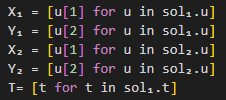 X₁ = [u[1] for u in sol₁.u]
Y₁ = [u[2] for u in sol₁.u]
X₂ = [u[1] for u in sol₂.u]
Y₂ = [u[2] for u in sol₂.u]
T= [t for t in sol₁.t]